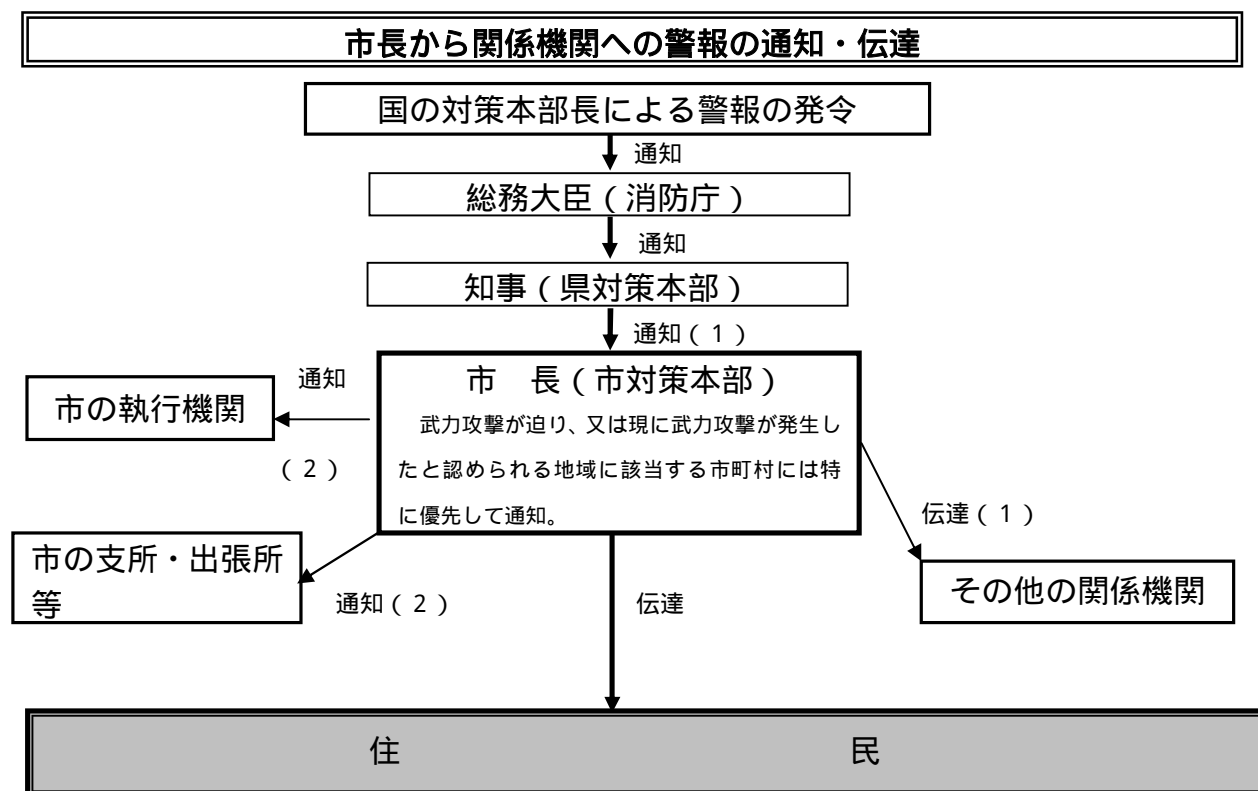 市長から関係機関への警報の通知・伝達
国の対策本部長による警報の発令
通知
総務大臣(消防庁)
通知
知事(県対策本部)
通知(1)
市 長(市対策本部)
武力攻撃が迫り、又は現に武力攻撃が発生し
たと認められる地域に該当する市町村には特
に優先して通知。
通知
市の執行機関
(2)
市の支所・出張所
等
通知(2)
伝達
伝達(1)
その他の関係機関
住 民